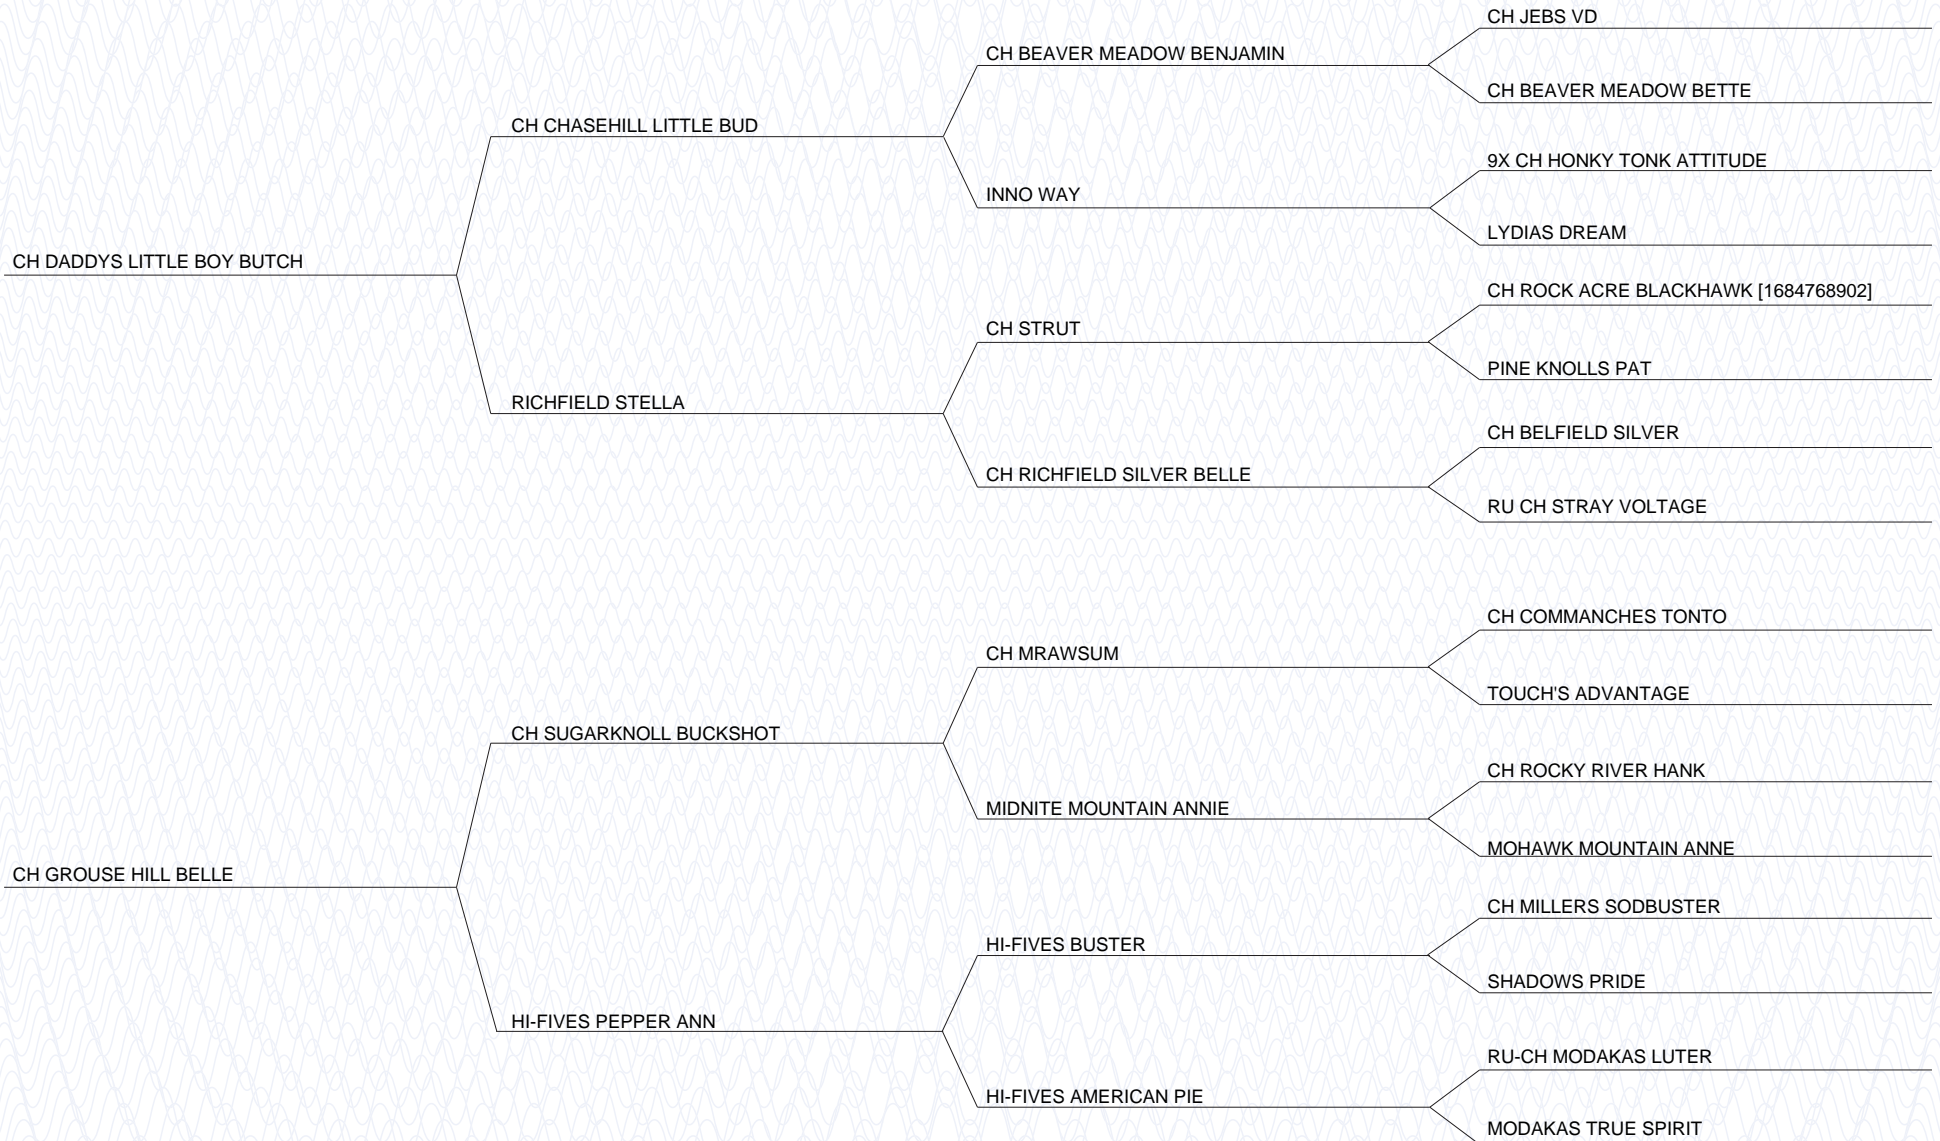 CH JEBS VD
CH BEAVER MEADOW BENJAMIN
CH BEAVER MEADOW BETTE
CH CHASEHILL LITTLE BUD
9X CH HONKY TONK ATTITUDE
INNO WAY
LYDIAS DREAM
CH DADDYS LITTLE BOY BUTCH
CH ROCK ACRE BLACKHAWK [1684768902]
CH STRUT
PINE KNOLLS PAT
RICHFIELD STELLA
CH BELFIELD SILVER
CH RICHFIELD SILVER BELLE
RU CH STRAY VOLTAGE
CH COMMANCHES TONTO
CH MRAWSUM
TOUCH'S ADVANTAGE
CH SUGARKNOLL BUCKSHOT
CH ROCKY RIVER HANK
MIDNITE MOUNTAIN ANNIE
MOHAWK MOUNTAIN ANNE
CH GROUSE HILL BELLE
CH MILLERS SODBUSTER
HI-FIVES BUSTER
SHADOWS PRIDE
HI-FIVES PEPPER ANN
RU-CH MODAKAS LUTER
HI-FIVES AMERICAN PIE
MODAKAS TRUE SPIRIT